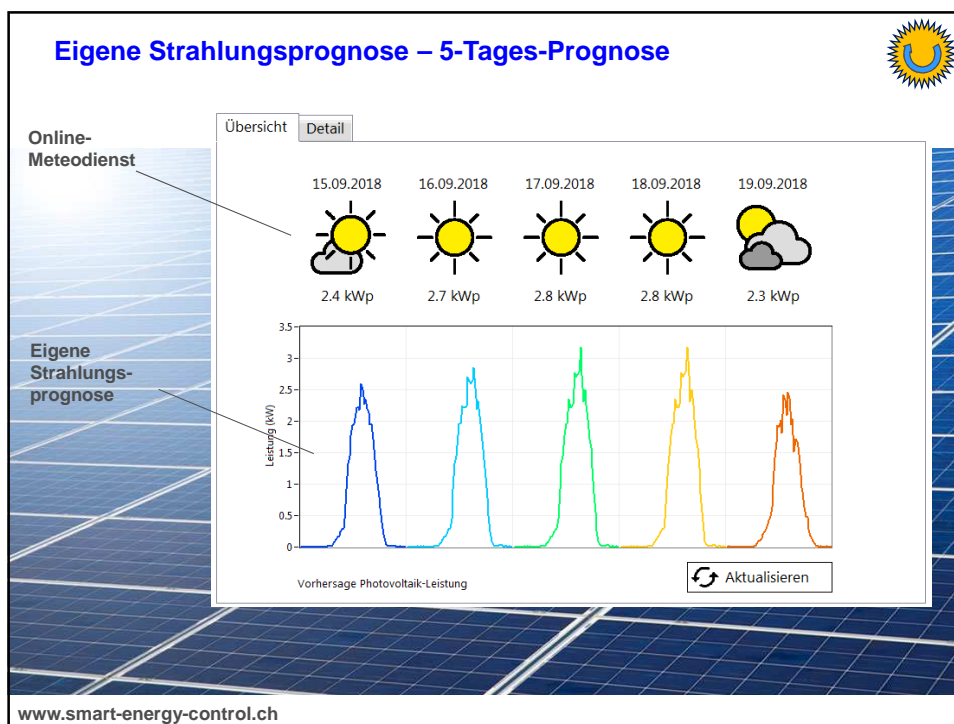 Eigene Strahlungsprognose – 5-Tages-Prognose
Online-
Meteodienst
Übersicht Detail
15.09.2018 16.09.2018 17.09.2018 18.09.2018 19.09.2018
2.4 kWp 2.7 kWp 2.8 kWp 2.8 kWp 2.3 kWp
Eigene
Strahlungs-
prognose
Leistung (kW)
3.5
3
2.5
2
1.5
1
0.5
0
Vorhersage Photovoltaik-Leistung
Aktualisieren
www.smart-energy-control.ch